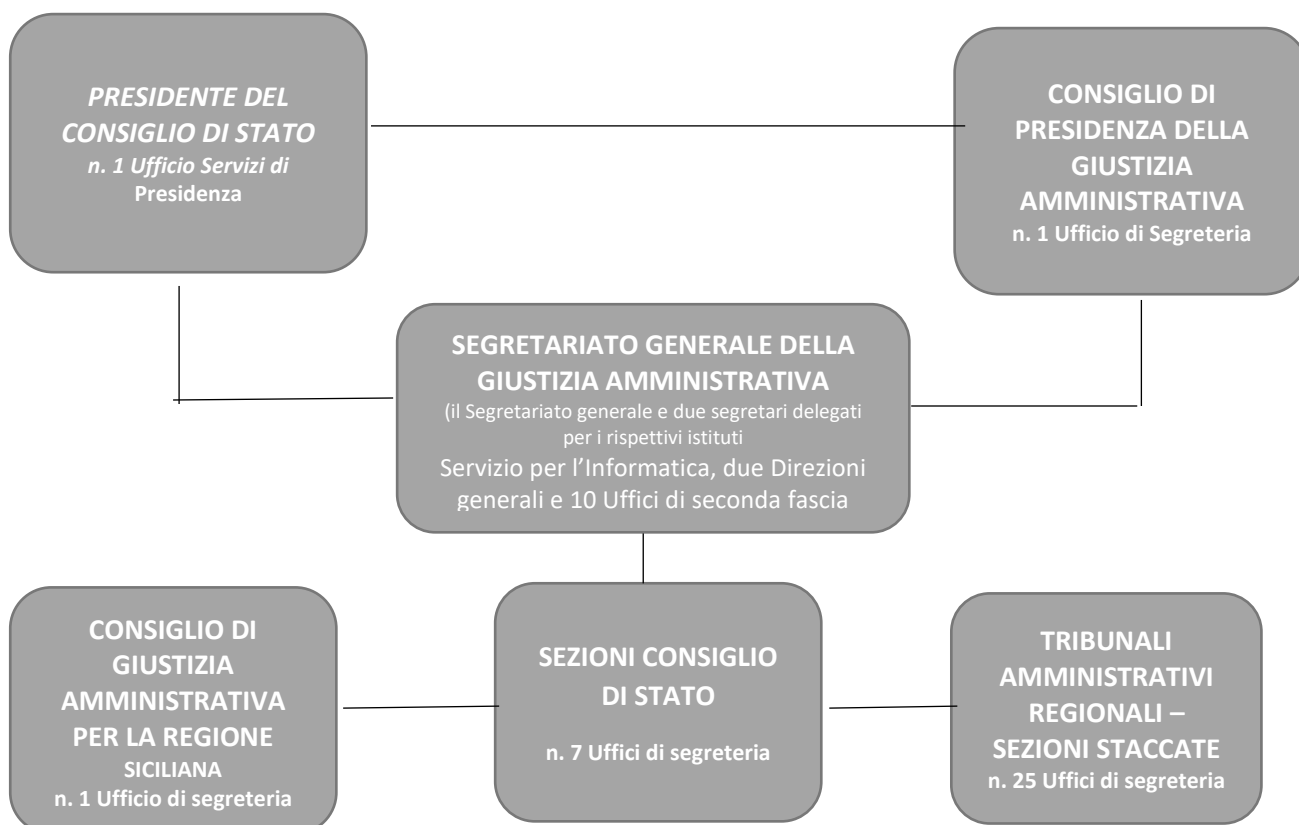 PRESIDENTE DEL
CONSIGLIO DI STATO
n. 1 Ufficio Servizi di
Presidenza
CONSIGLIO DI
PRESIDENZA DELLA
GIUSTIZIA
AMMINISTRATIVA
n. 1 Ufficio di Segreteria
SEGRETARIATO GENERALE DELLA
GIUSTIZIA AMMINISTRATIVA
(il Segretariato generale e due segretari delegati
per i rispettivi istituti
Servizio per l’Informatica, due Direzioni
generali e 10 Uffici di seconda fascia
CONSIGLIO DI
GIUSTIZIA
AMMINISTRATIVA
PER LA REGIONE
SICILIANA
n. 1 Ufficio di segreteria
SEZIONI CONSIGLIO
DI STATO
n. 7 Uffici di segreteria
TRIBUNALI
AMMINISTRATIVI
REGIONALI –
SEZIONI STACCATE
n. 25 Uffici di segreteria